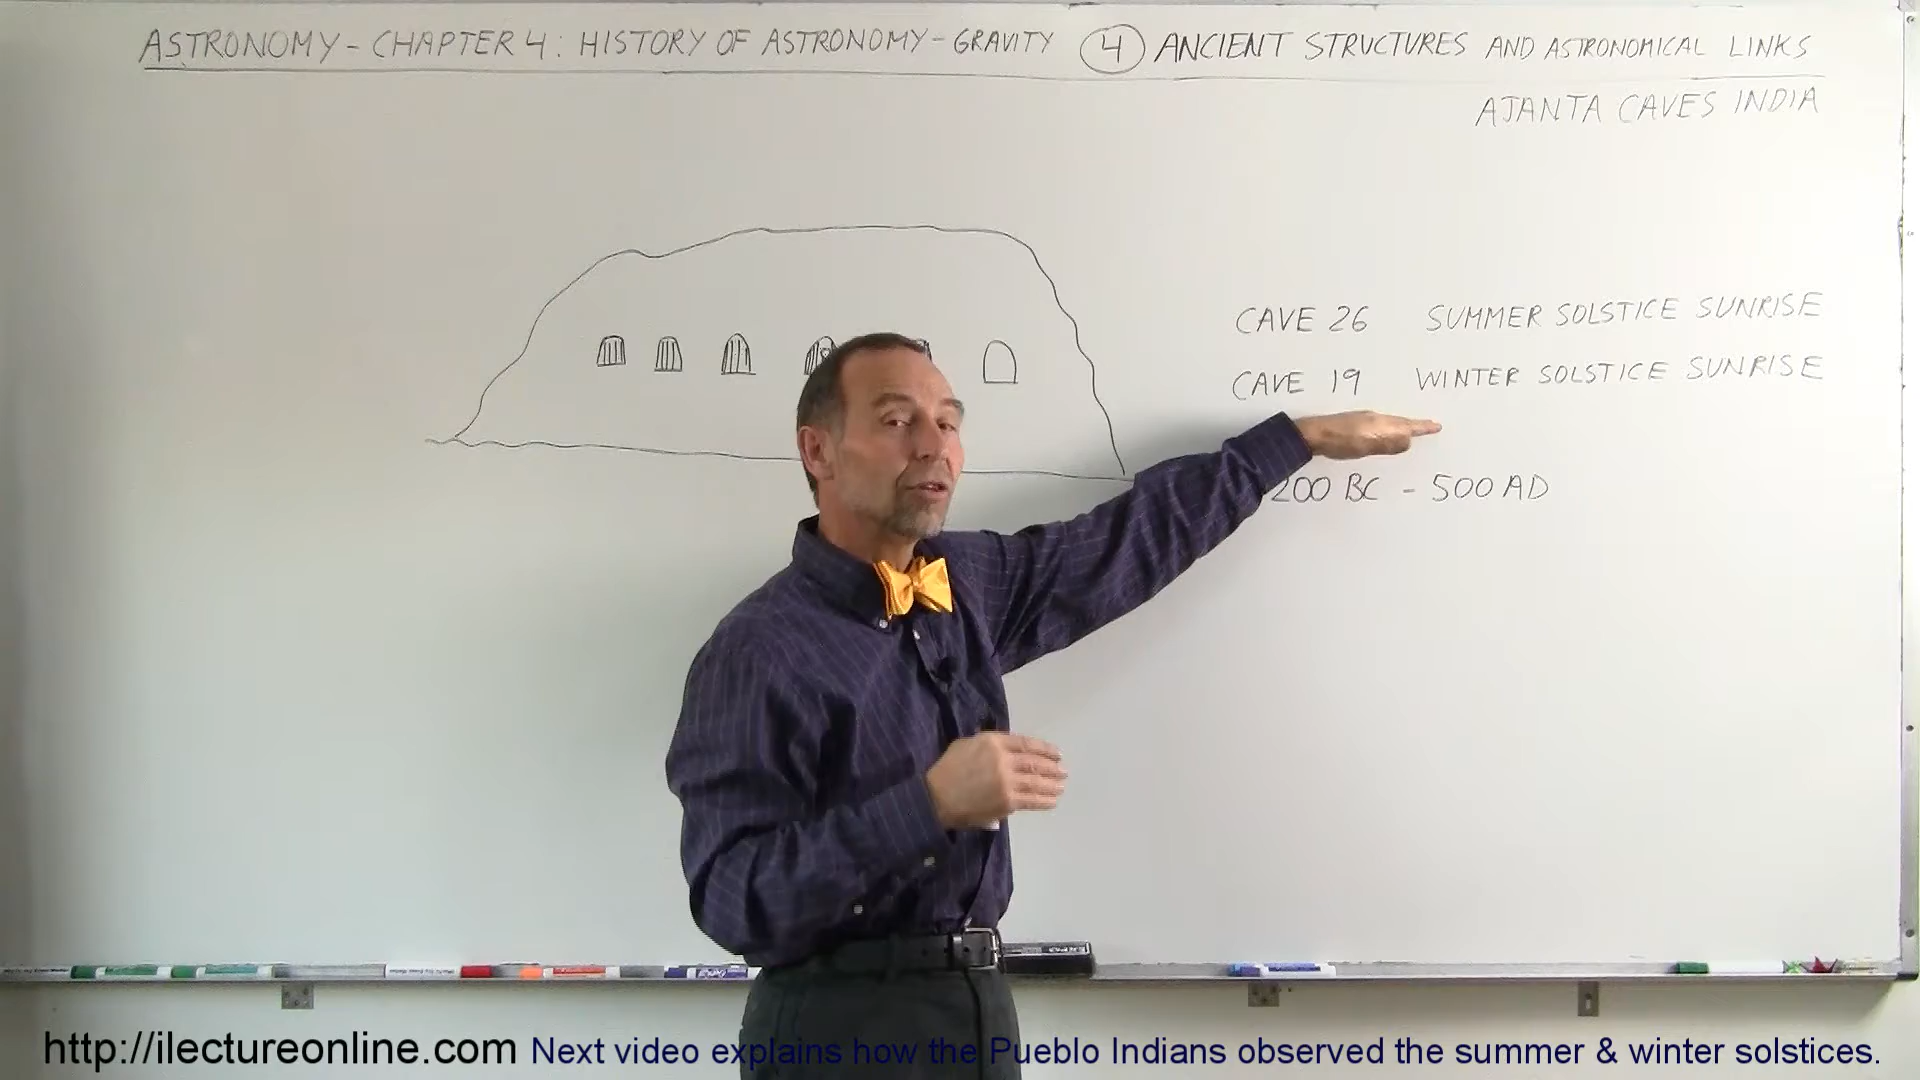 ASTRONOMY - CHAPTER 4: HISTORY OF ASTRONOMY - GRAVITY 4 ANCIENT STRUCTURES AND ASTRONOMICAL LINKS
AJANTA CAVES INDIA
CAVE 26 SUMMER SOLSTICE SUNRISE
CAVE 19 WINTER SOLSTICE SUNRISE
200 BC - 500 AD
http://ilectureonline.com Next video explains how the Pueblo Indians observed the summer & winter solstices.